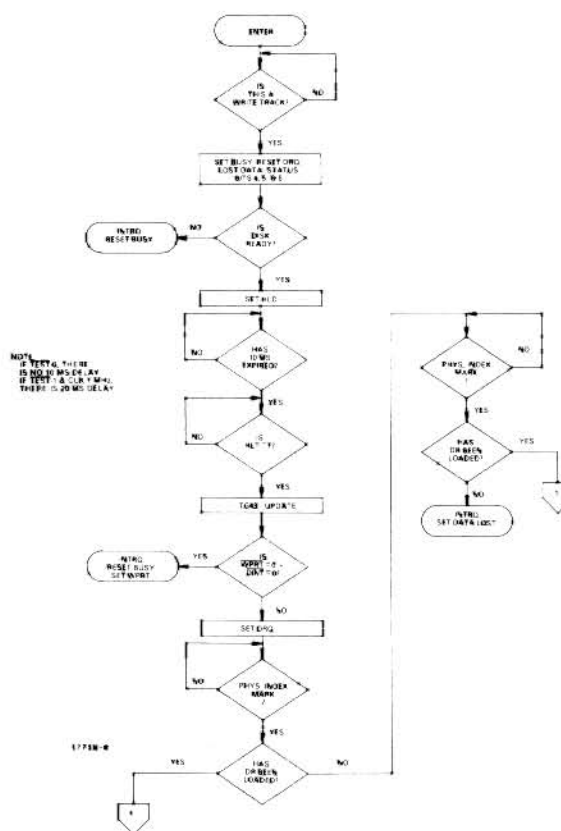 ENTER
IS
THIS A
WRITE TRACK?
NO
YES
SET BUSY RESET DRQ
LOST DATA STATUS
BITS 4, 5 & 6
IS
DISK
READY?
NO
INTRQ
RESET BUSY
YES
SET HLD
NOTE
IF TEST 0, THERE
IS NO 10 MS DELAY
IF TEST 1 & CLK 1 MHz,
THERE IS 20 MS DELAY
HAS
10 MS
EXPIRED?
NO
YES
IS
HLT
NO
YES
TG43 UPDATE
IS
WPRT = 0
YES
INTRQ
RESET BUSY
SET WPRT
NO
SET DRQ
PHYS. INDEX
MARK
?
NO
YES
HAS
DR BEEN
LOADED?
YES
NO
PHYS. INDEX
MARK
NO
YES
HAS
DR BEEN
LOADED?
YES
NO
INTRQ
SET DATA LOST